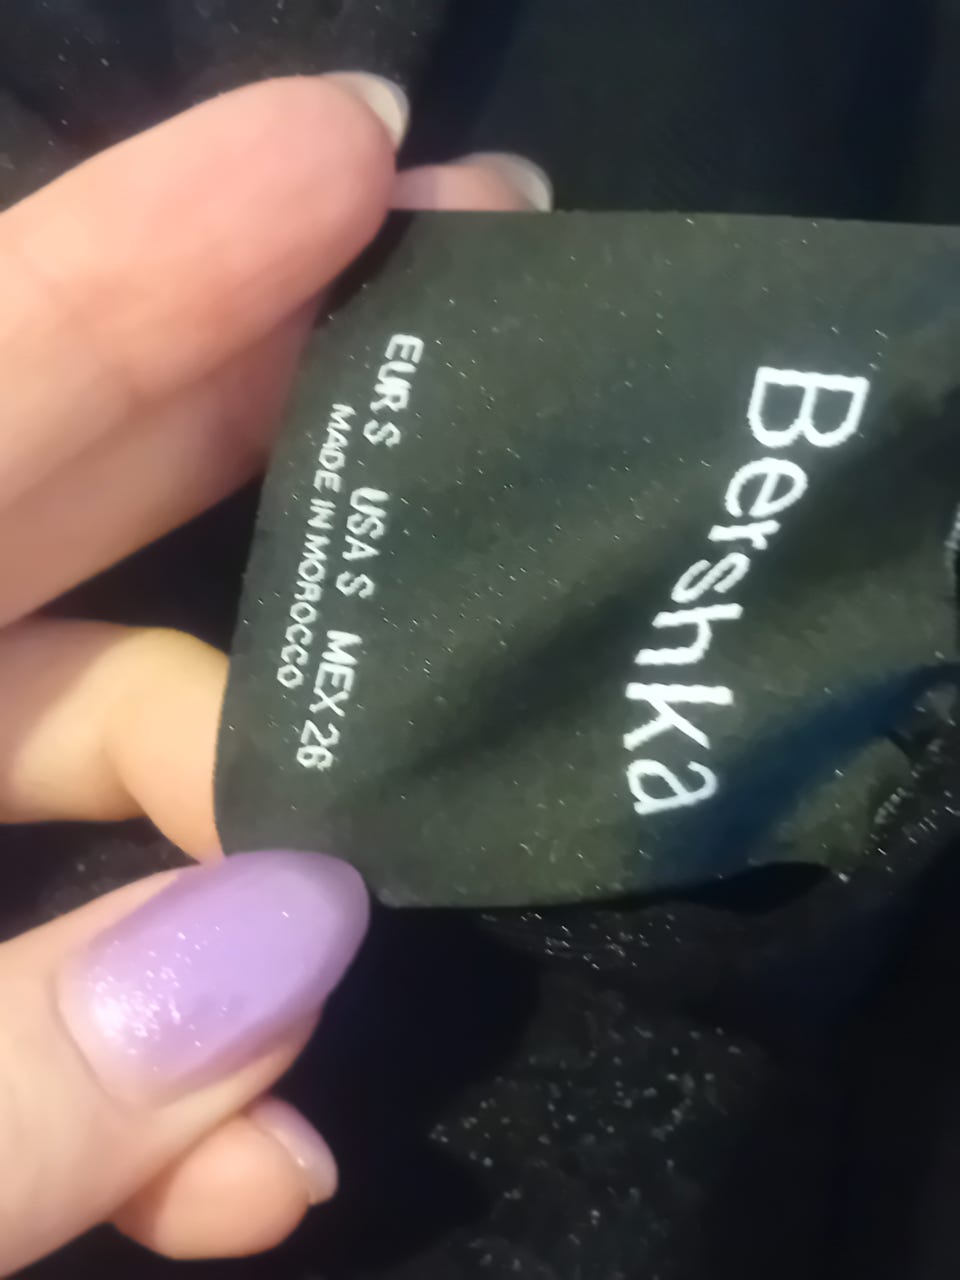 Bershka
EUR S USA S MEX 26
MADE IN MOROCCO